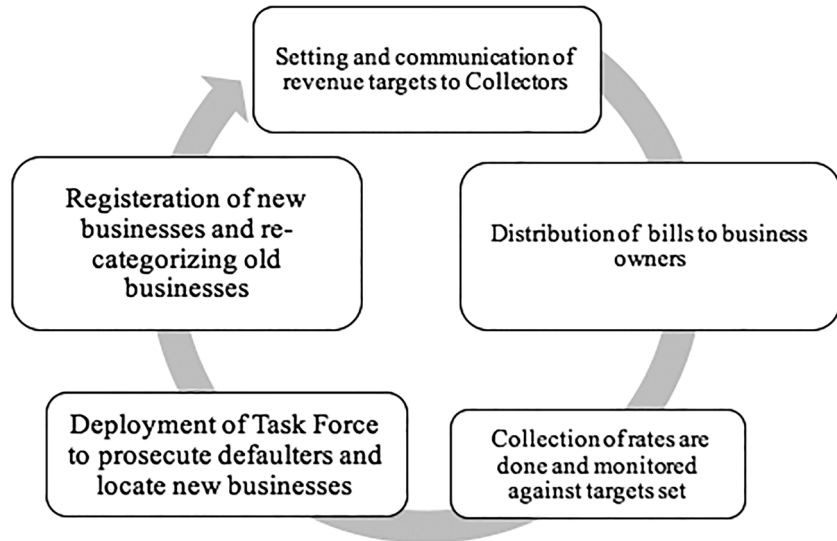 Setting and communication of
revenue targets to Collectors
Distribution of bills to business
owners
Collection of rates are
done and monitored
against targets set
Deployment of Task Force
to prosecute defaulters and
locate new businesses
Registeration of new
businesses and re-
categorizing old
businesses